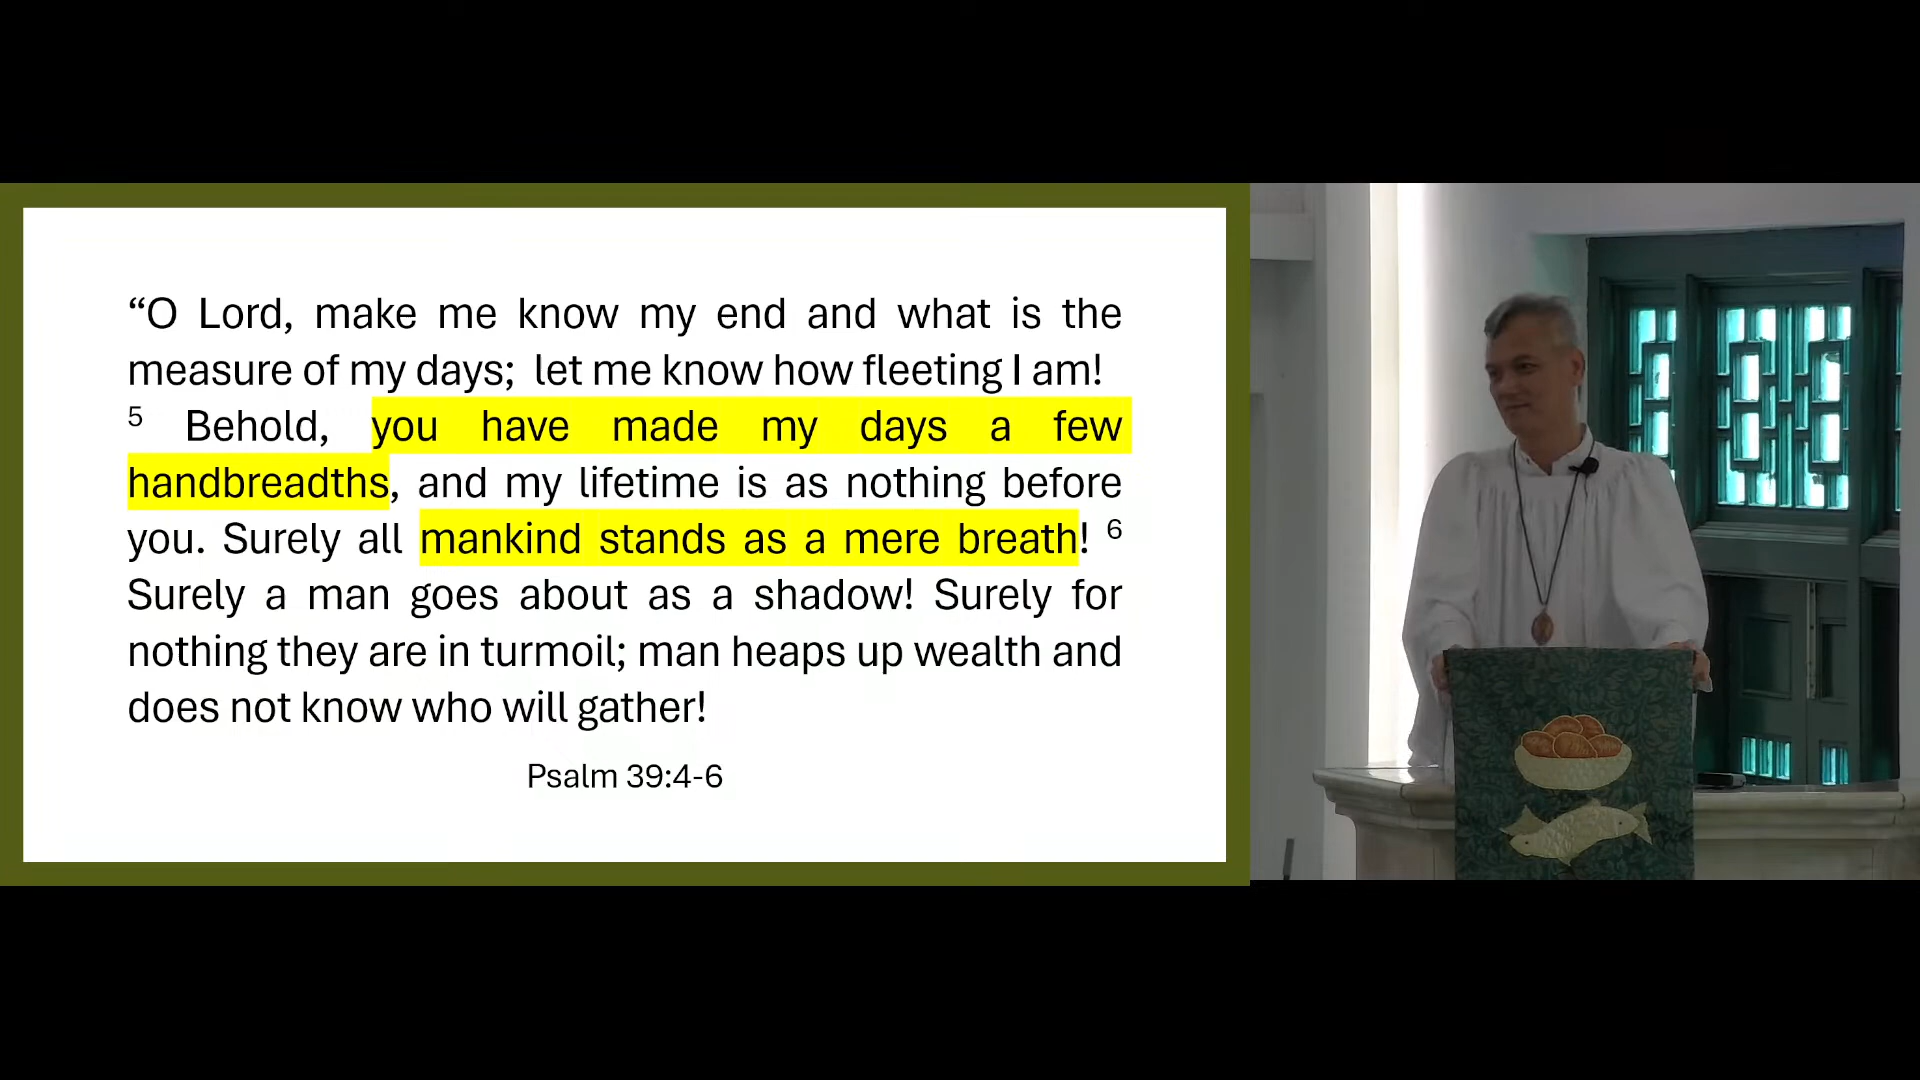 “O Lord, make me know my end and what is the
measure of my days; let me know how fleeting I am!
5 Behold, you have made my days a few
handbreadths, and my lifetime is as nothing before
you. Surely all mankind stands as a mere breath! 6
Surely a man goes about as a shadow! Surely for
nothing they are in turmoil; man heaps up wealth and
does not know who will gather!
Psalm 39:4-6